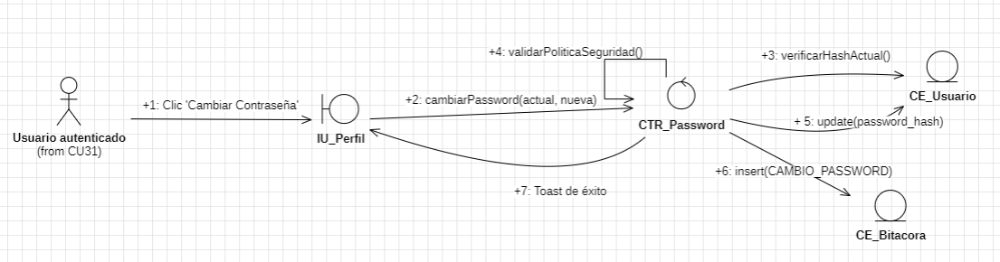 +4: validarPoliticaSeguridad()
+3: verificarHashActual()
+1: Clic 'Cambiar Contraseña'
+2: cambiarPassword(actual, nueva)
CE_Usuario
Usuario autenticado
(from CU31)
IU_Perfil
CTR_Password
+ 5: update(password_hash)
+6: insert(CAMBIO_PASSWORD)
+7: Toast de éxito
CE_Bitacora